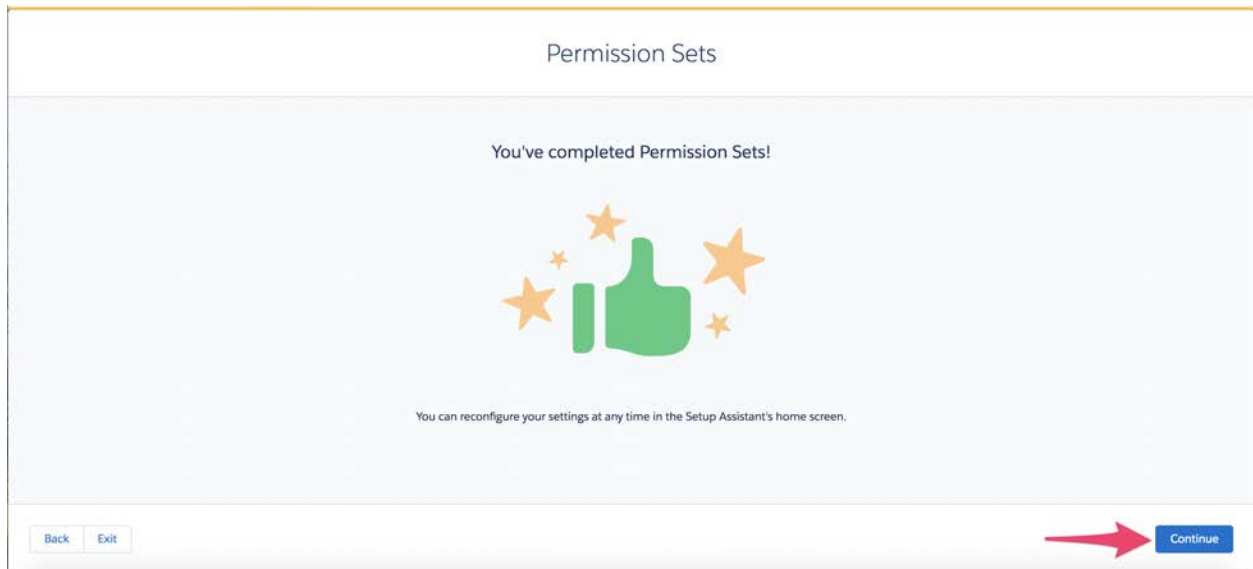 Permission Sets
You've completed Permission Sets!
You can reconfigure your settings at any time in the Setup Assistant's home screen.
Back Exit Continue